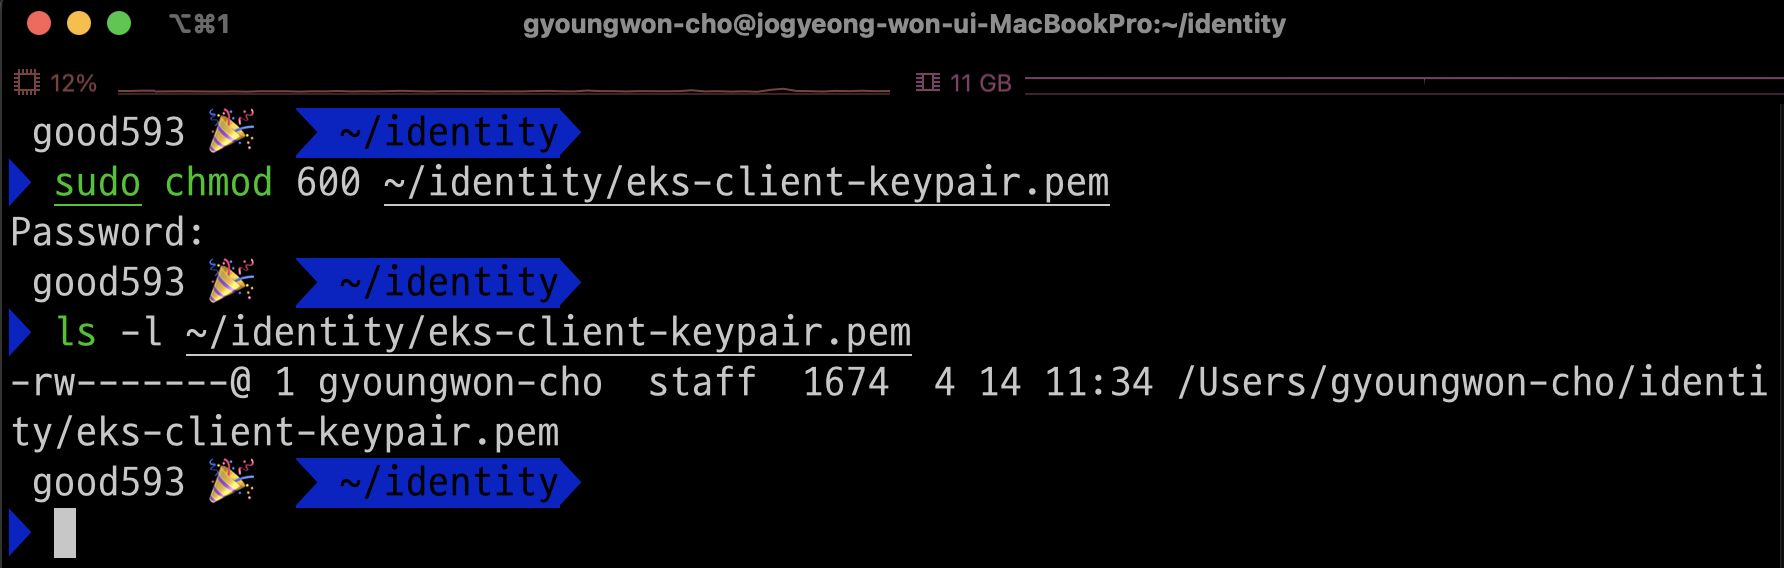 ⌥⌘1 gyoungwon-cho@jogyeong-won-ui-MacBookPro:~/identity
12% 11 GB
good593 🎉 ~/identity
sudo chmod 600 ~/identity/eks-client-keypair.pem
Password:
good593 🎉 ~/identity
ls -l ~/identity/eks-client-keypair.pem
-rw-------@ 1 gyoungwon-cho  staff  1674  4 14 11:34 /Users/gyoungwon-cho/identi
ty/eks-client-keypair.pem
good593 🎉 ~/identity